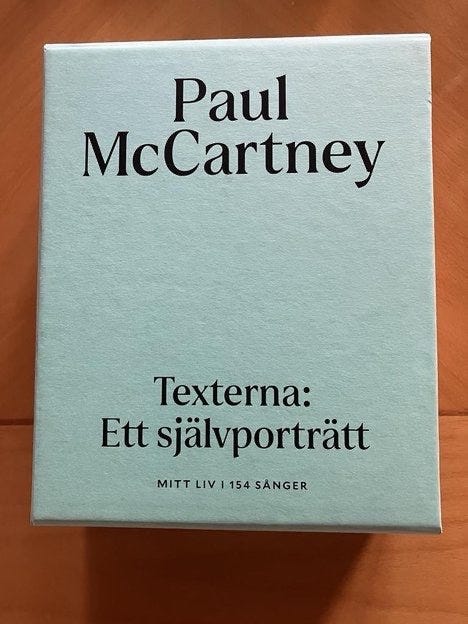 Paul
McCartney
Texterna:
Ett självporträtt
MITT LIV I 154 SÅNGER